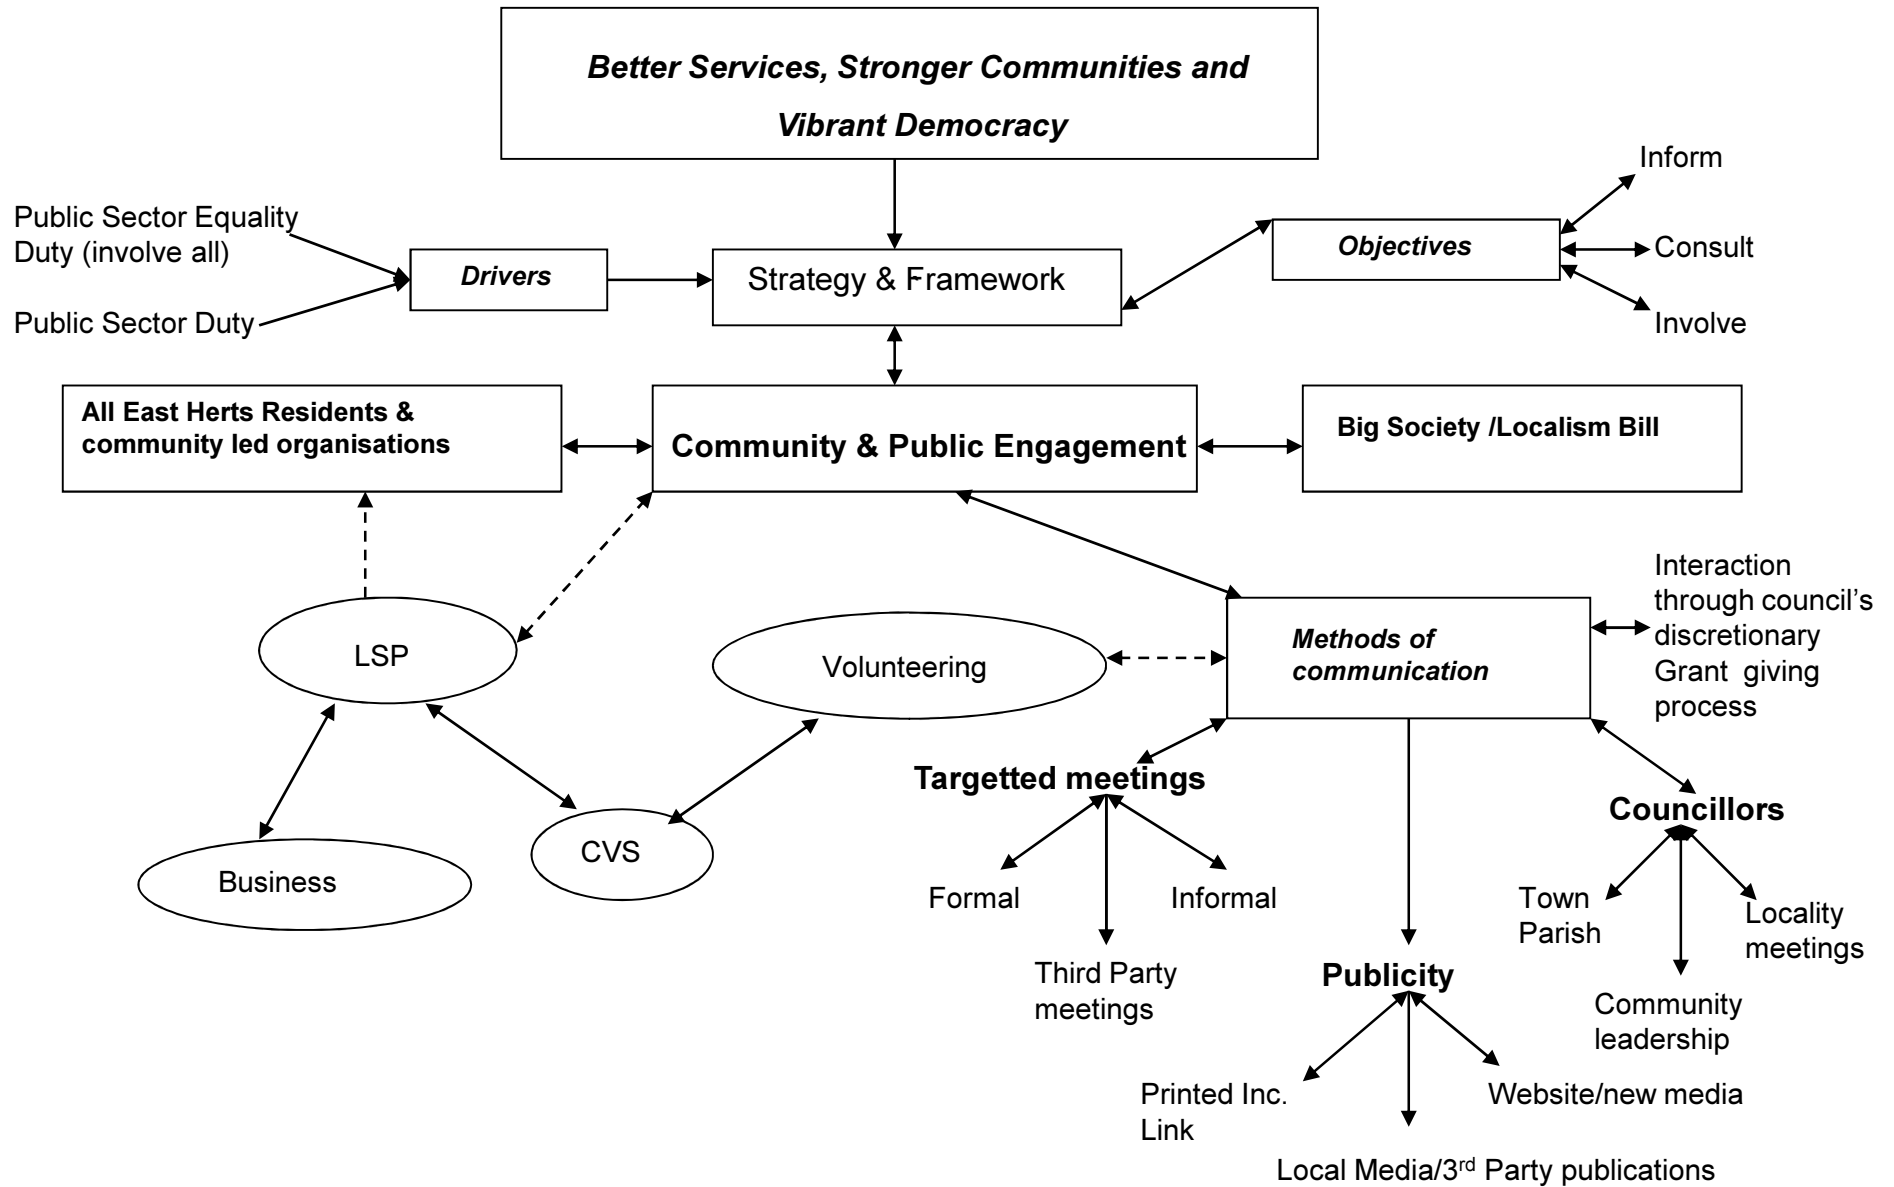 Better Services, Stronger Communities and
Vibrant Democracy
Inform
Public Sector Equality
Duty (involve all)
Drivers
Strategy & Framework
Objectives
Consult
Public Sector Duty
Involve
All East Herts Residents &
community led organisations
Community & Public Engagement
Big Society /Localism Bill
LSP
Volunteering
Methods of
communication
Interaction
through council’s
discretionary
Grant giving
process
Business
CVS
Targetted meetings
Councillors
Formal
Informal
Third Party
meetings
Town
Parish
Locality
meetings
Community
leadership
Publicity
Printed Inc.
Link
Website/new media
Local Media/3rd Party publications